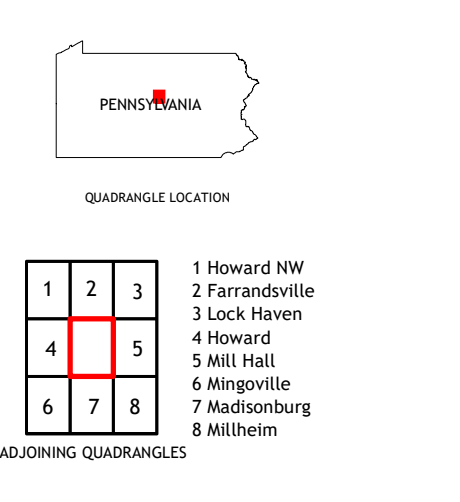 PENNSYLVANIA
QUADRANGLE LOCATION
1 2 3
4 5
6 7 8
1 Howard NW
2 Farrandsville
3 Lock Haven
4 Howard
5 Mill Hall
6 Mingoville
7 Madisonburg
8 Millheim
ADJOINING QUADRANGLES